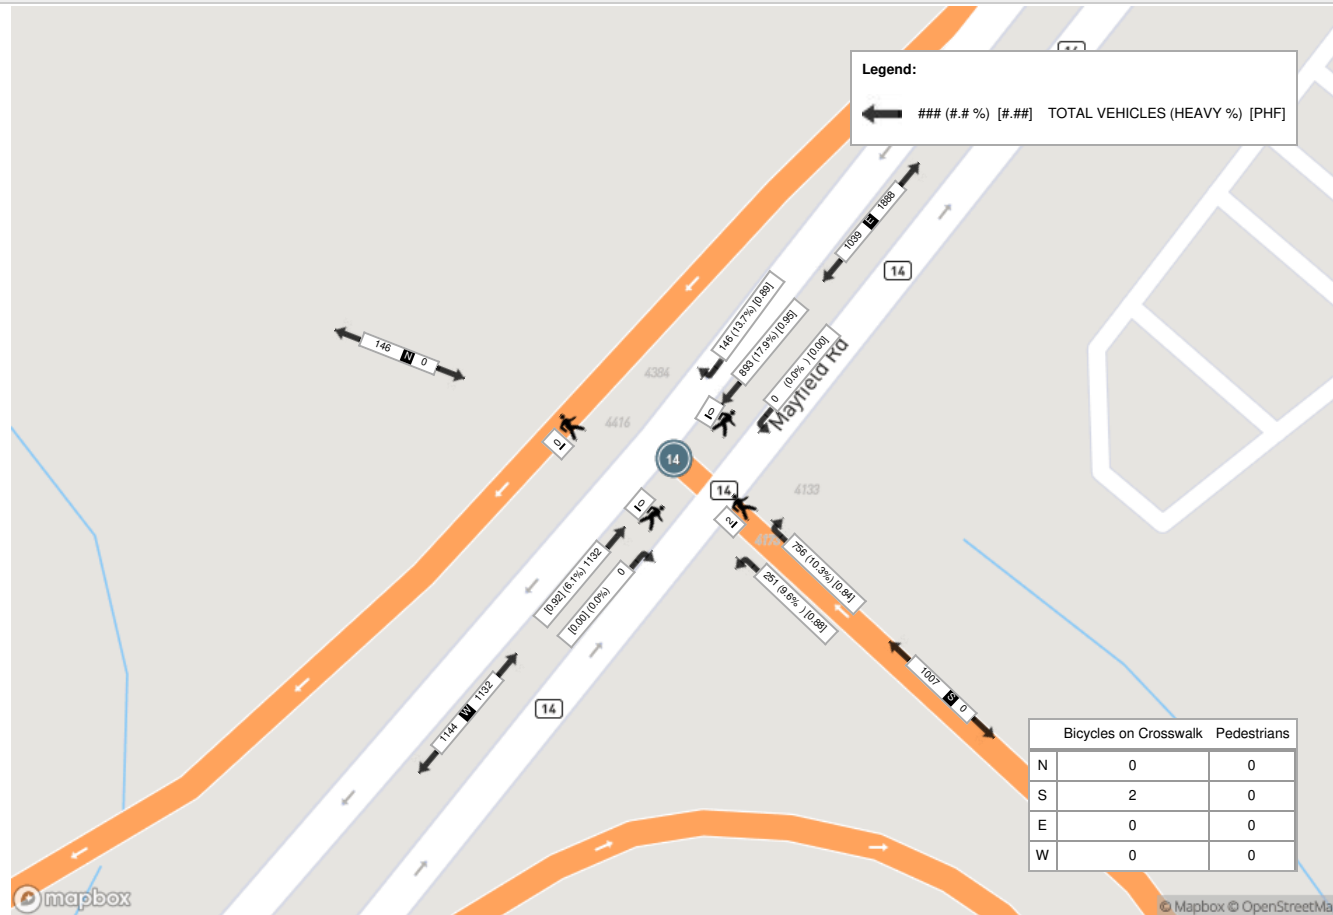 14
Legend:
### (#.# %) [#.##] TOTAL VEHICLES (HEAVY %) [PHF]
1039 E 1888
14
146 (13.7%) [0.89]
893 (17.9%) [0.95]
0 (0.0% ) [0.00]
Mayfield Rd
146 N 0
4384
4416
0
0
14
14
4133
0
2
756 (10.3%) [0.84]
251 (9.6% ) [0.88]
[0.92] (6.1%) 1132
[0.00] (0.0%) 0
1007 S 0
1144 W 1132
14
Bicycles on Crosswalk Pedestrians
N 0 0
S 2 0
E 0 0
W 0 0
mapbox
© Mapbox © OpenStreetMa